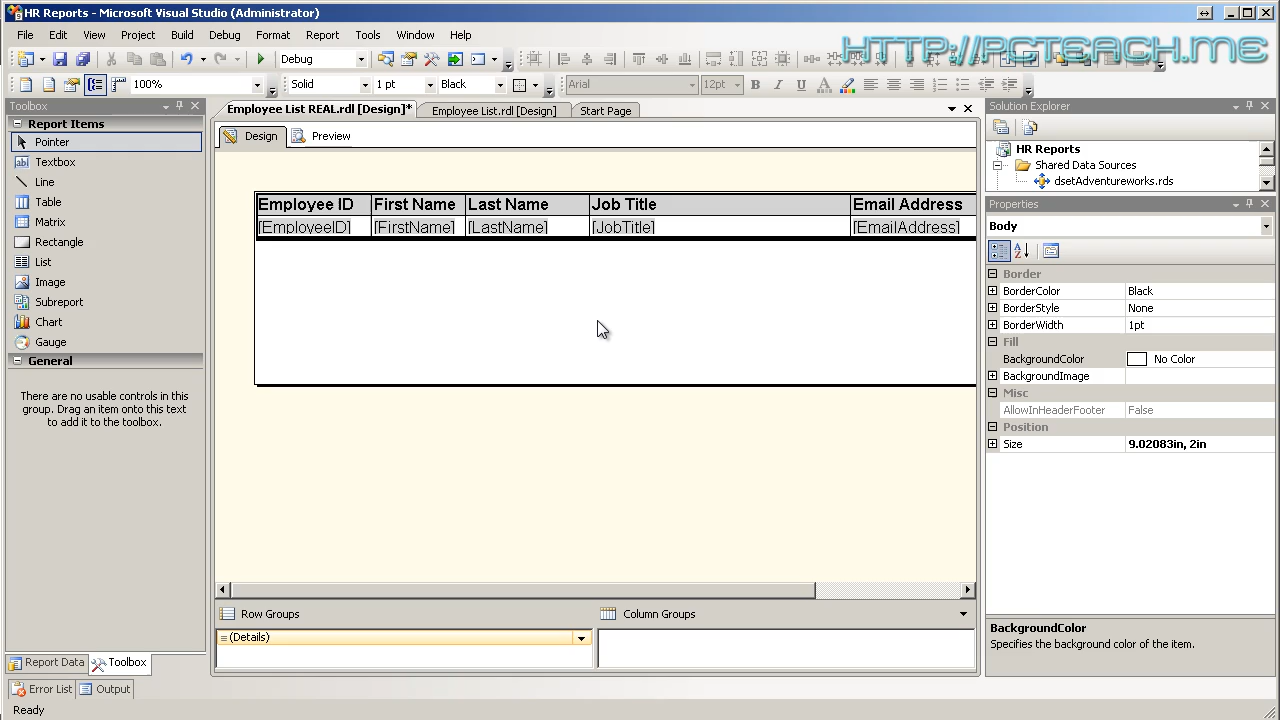 HR Reports - Microsoft Visual Studio (Administrator)
File Edit View Project Build Debug Format Report Tools Window Help
HTTP://PCTEACH.ME
Debug
100% Solid 1 pt Black Arial 12pt B I U A
Toolbox
Report Items
Pointer
Textbox
Line
Table
Matrix
Rectangle
List
Image
Subreport
Chart
Gauge
General
There are no usable controls in this
group. Drag an item onto this text
to add it to the toolbox.
Report Data Toolbox
Error List Output
Ready
Employee List REAL.rdl [Design]* Employee List.rdl [Design] Start Page
Design Preview
Employee ID First Name Last Name Job Title Email Address
[EmployeeID] [FirstName] [LastName] [JobTitle] [EmailAddress]
Row Groups Column Groups
(Details)
Solution Explorer
HR Reports
Shared Data Sources
dsetAdventureworks.rds
Properties
Body
Border
BorderColor Black
BorderStyle None
BorderWidth 1pt
Fill
BackgroundColor No Color
BackgroundImage
Misc
AllowInHeaderFooter False
Position
Size 9.02083in, 2in
BackgroundColor
Specifies the background color of the item.